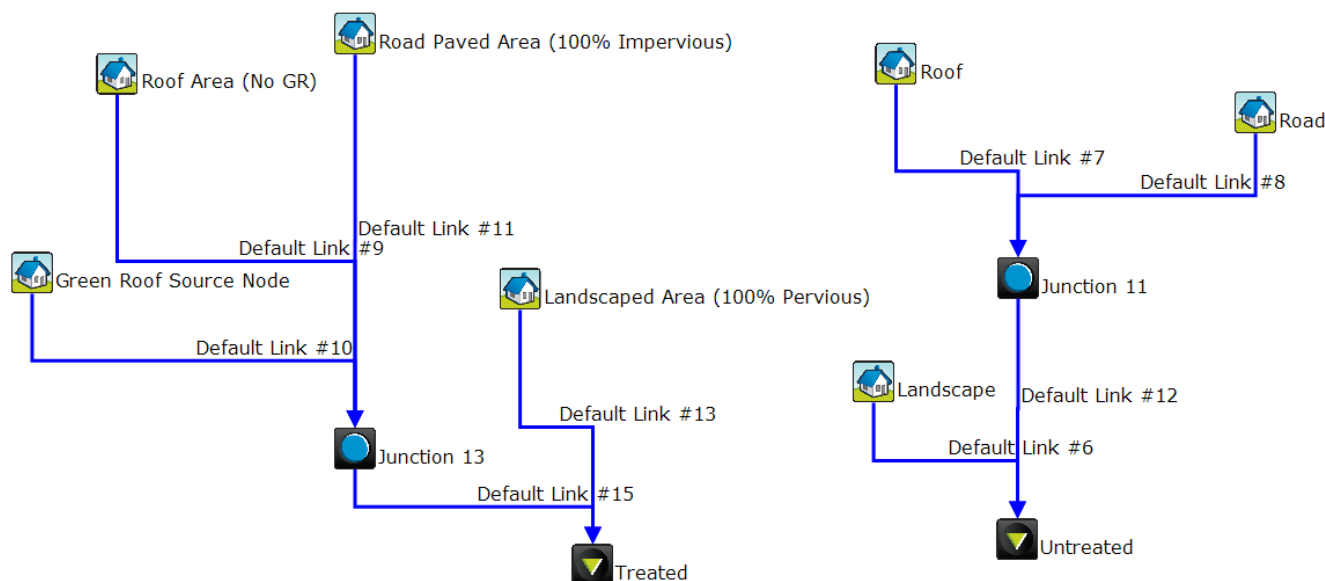 Road Paved Area (100% Impervious)
Roof Area (No GR)
Roof
Road
Default Link #7
Default Link #8
Default Link #11
Default Link #9
Green Roof Source Node
Landscaped Area (100% Pervious)
Junction 11
Default Link #10
Landscape
Default Link #12
Default Link #13
Default Link #6
Junction 13
Default Link #15
Untreated
Treated